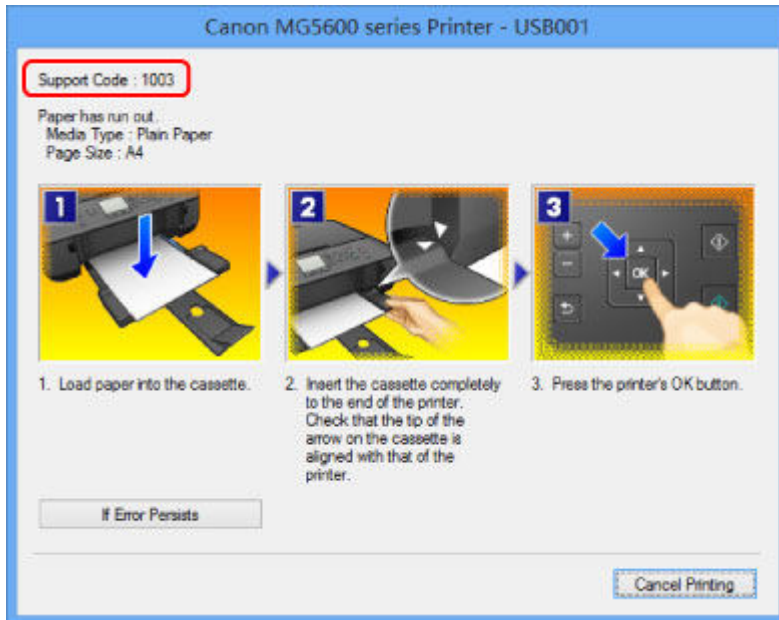 Canon MG5600 series Printer - USB001
Support Code : 1003
Paper has run out.
Media Type : Plain Paper
Page Size : A4
1
2
3
OK
1. Load paper into the cassette.
2. Insert the cassette completely
to the end of the printer.
Check that the tip of the
arrow on the cassette is
aligned with that of the
printer.
3. Press the printer's OK button.
If Error Persists
Cancel Printing